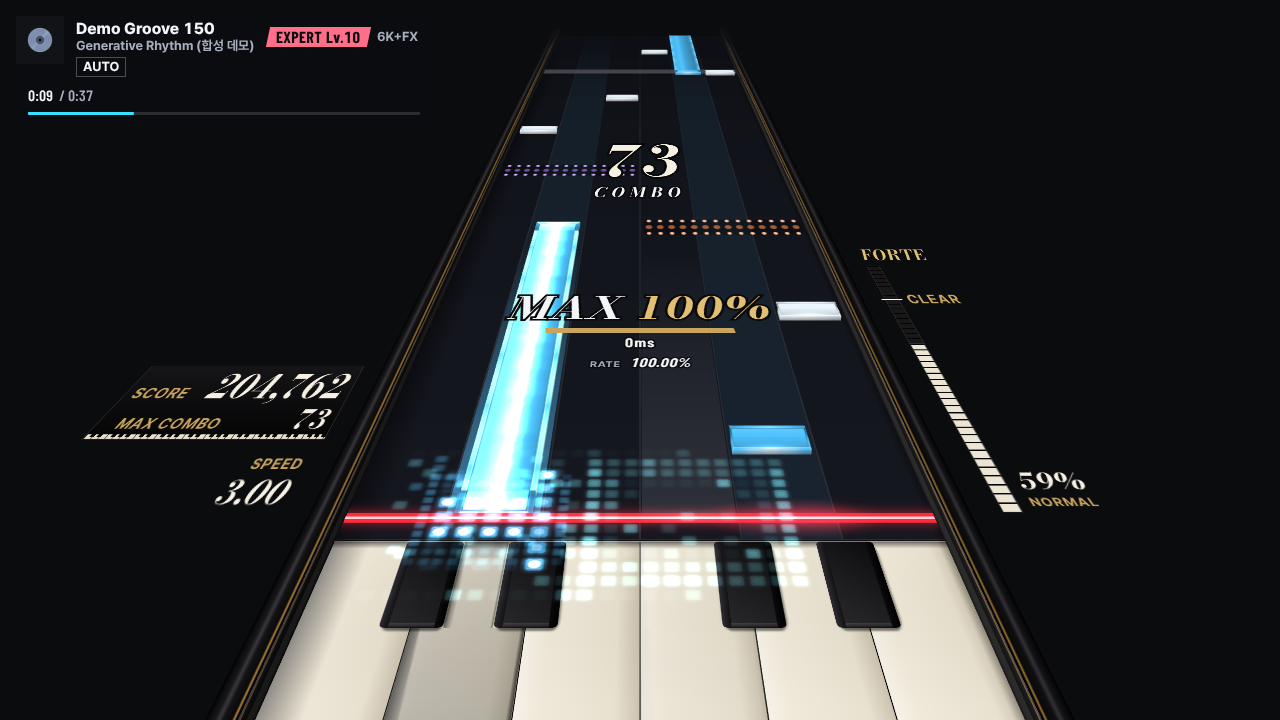 Demo Groove 150
Generative Rhythm (합성 데모)
AUTO
EXPERT Lv.10
6K+FX
0:09 / 0:37
73
COMBO
MAX 100%
0ms
RATE 100.00%
SCORE 204,762
MAX COMBO 73
SPEED
3.00
FORTE
CLEAR
59%
NORMAL